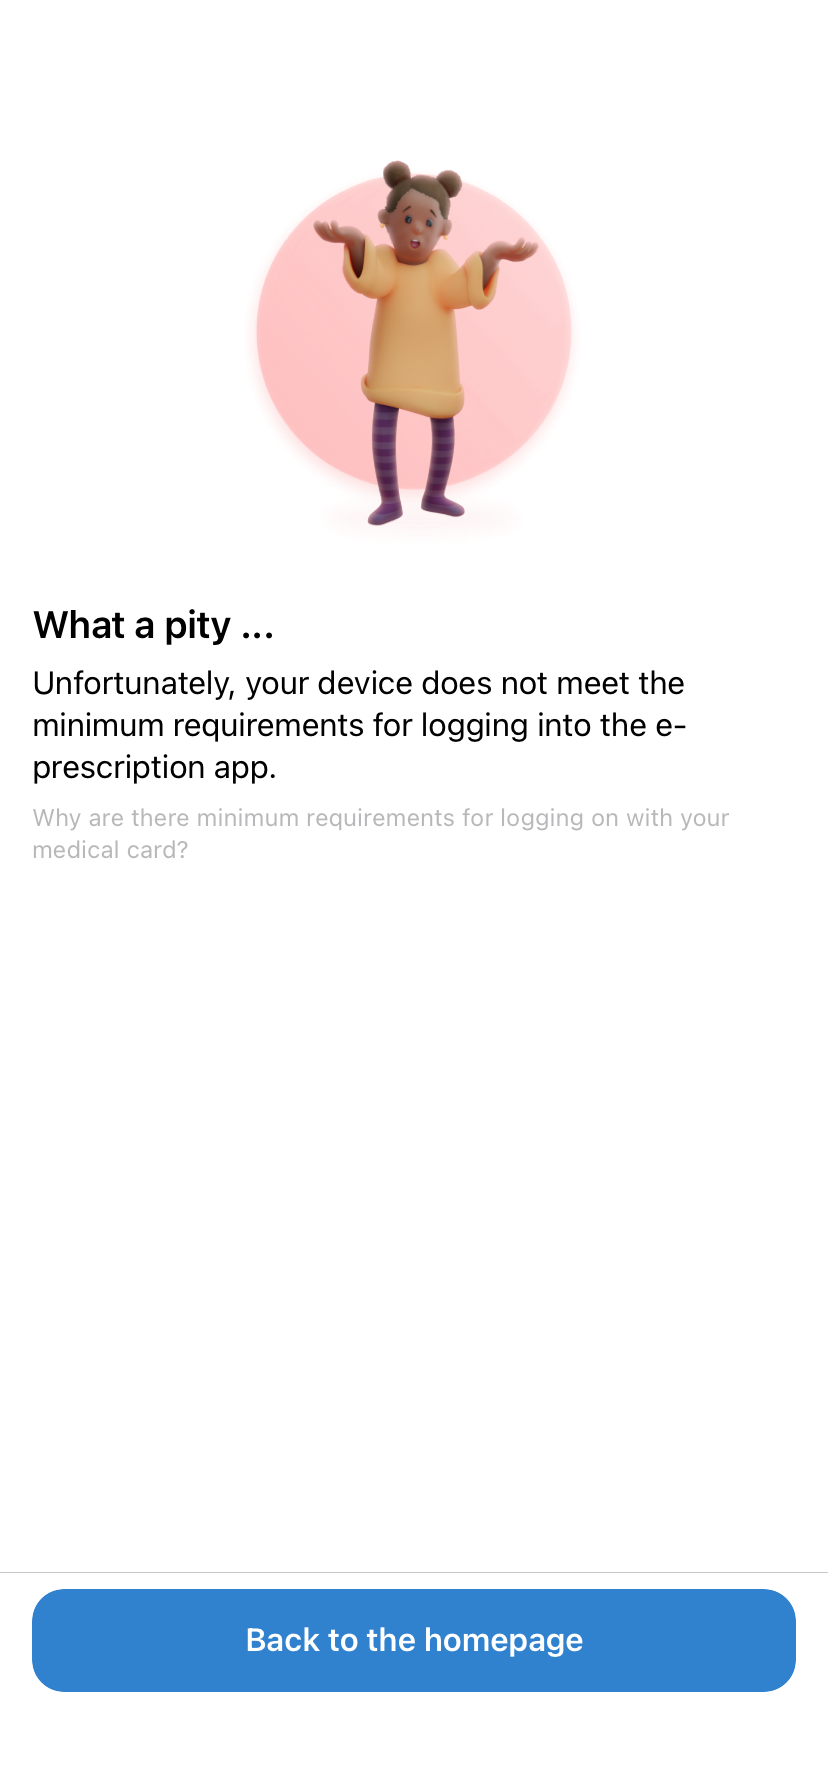 What a pity ...
Unfortunately, your device does not meet the
minimum requirements for logging into the e-
prescription app.
Why are there minimum requirements for logging on with your
medical card?
Back to the homepage